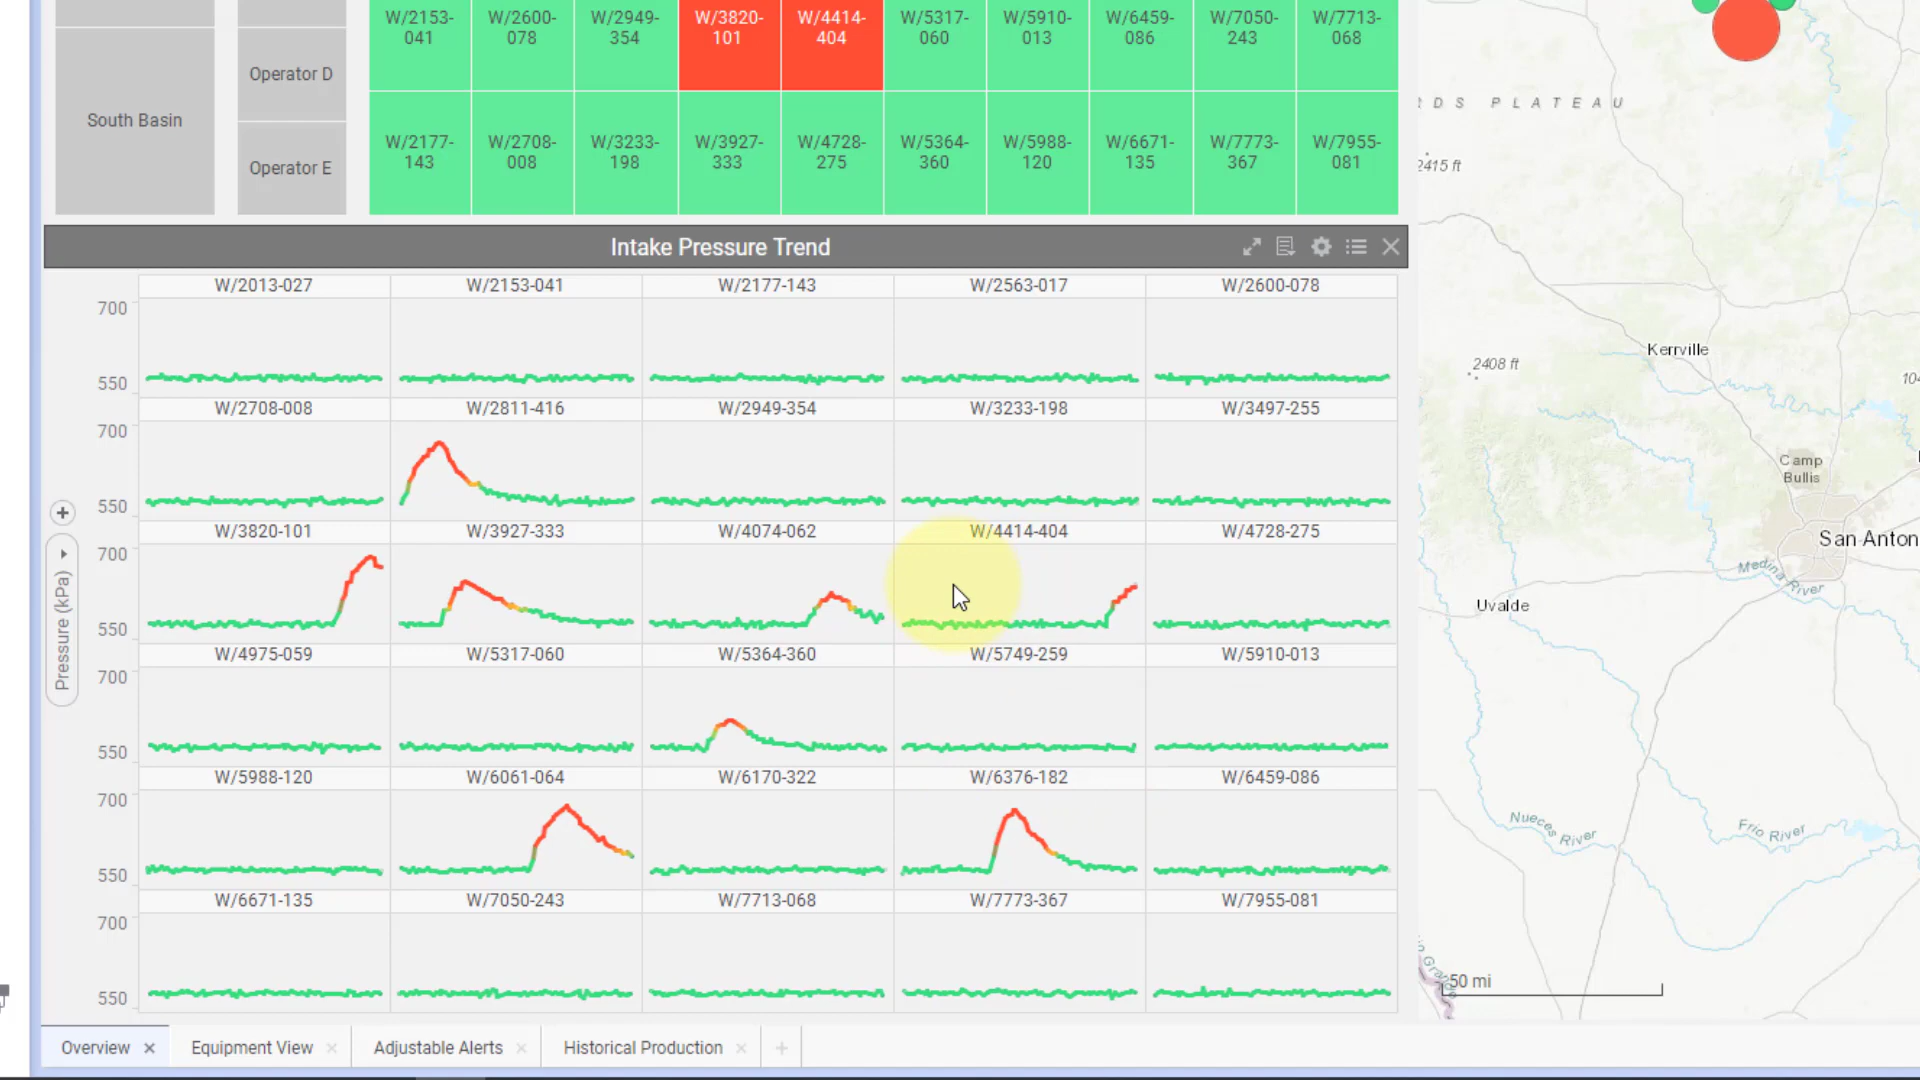 W/2153-
041
W/2600-
078
W/2949-
354
W/3820-
101
W/4414-
404
W/5317-
060
W/5910-
013
W/6459-
086
W/7050-
243
W/7713-
068
Operator D
South Basin
Operator E
W/2177-
143
W/2708-
008
W/3233-
198
W/3927-
333
W/4728-
275
W/5364-
360
W/5988-
120
W/6671-
135
W/7773-
367
W/7955-
081
Intake Pressure Trend
W/2013-027 W/2153-041 W/2177-143 W/2563-017 W/2600-078
700
550
W/2708-008 W/2811-416 W/2949-354 W/3233-198 W/3497-255
700
550
W/3820-101 W/3927-333 W/4074-062 W/4414-404 W/4728-275
700
550
W/4975-059 W/5317-060 W/5364-360 W/5749-259 W/5910-013
700
550
W/5988-120 W/6061-064 W/6170-322 W/6376-182 W/6459-086
700
550
W/6671-135 W/7050-243 W/7713-068 W/7773-367 W/7955-081
700
550
Pressure (kPa)
Overview
Equipment View
Adjustable Alerts
Historical Production
PLATEAU
2415 ft
Kerrville
2408 ft
Camp
Bullis
San Anton
Medina River
Uvalde
Nueces River
Frio River
50 mi